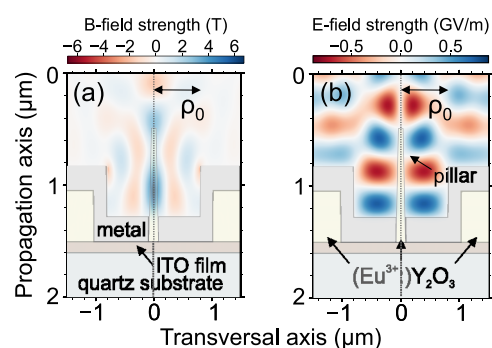 B-field strength (T) E-field strength (GV/m)
−6 −4 −2 0 2 4 6 −0.5 0.0 0.5
(a) ρ0 (b) ρ0
0
1
2
Propagation axis (μm)
pillar
metal
ITO film
quartz substrate
(Eu3+:)Y2O3
−1 0 1 −1 0 1
Transversal axis (μm)